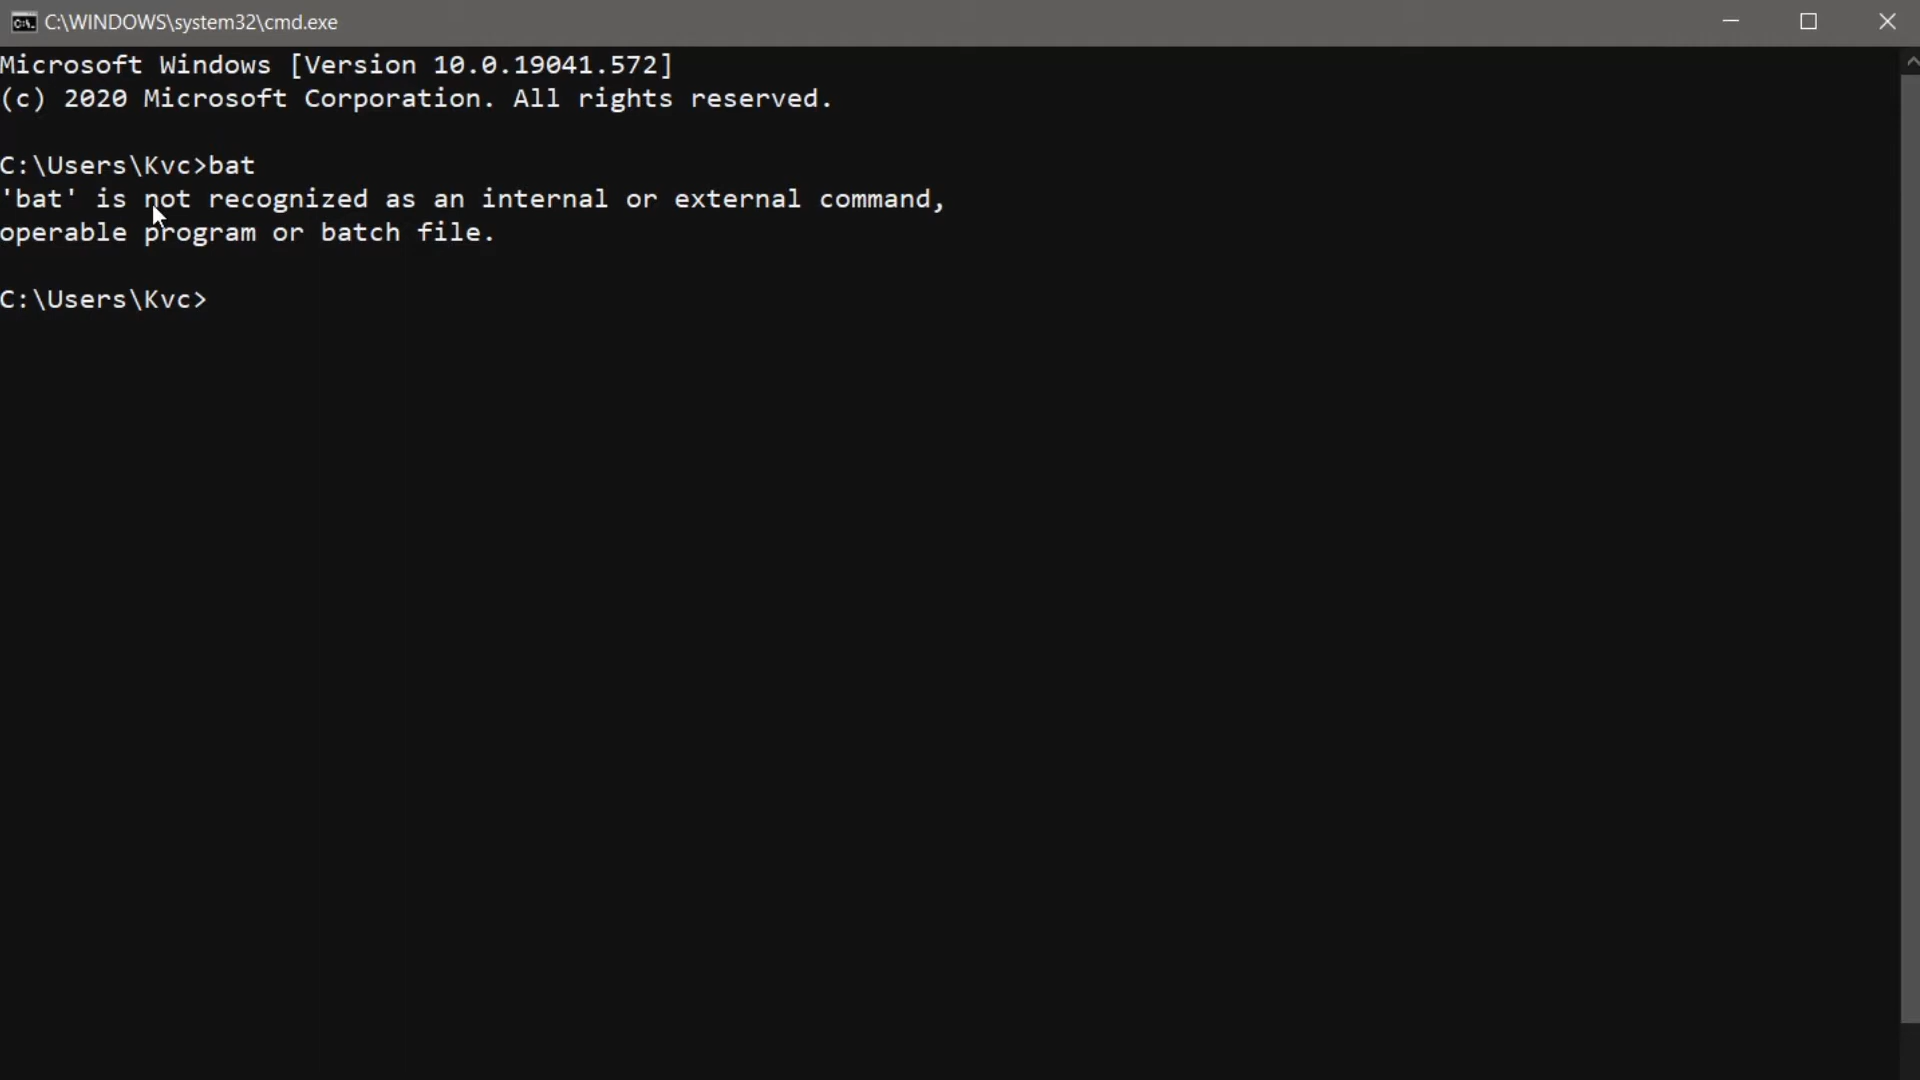 C:\WINDOWS\system32\cmd.exe
Microsoft Windows [Version 10.0.19041.572]
(c) 2020 Microsoft Corporation. All rights reserved.
C:\Users\Kvc>bat
'bat' is not recognized as an internal or external command,
operable program or batch file.
C:\Users\Kvc>